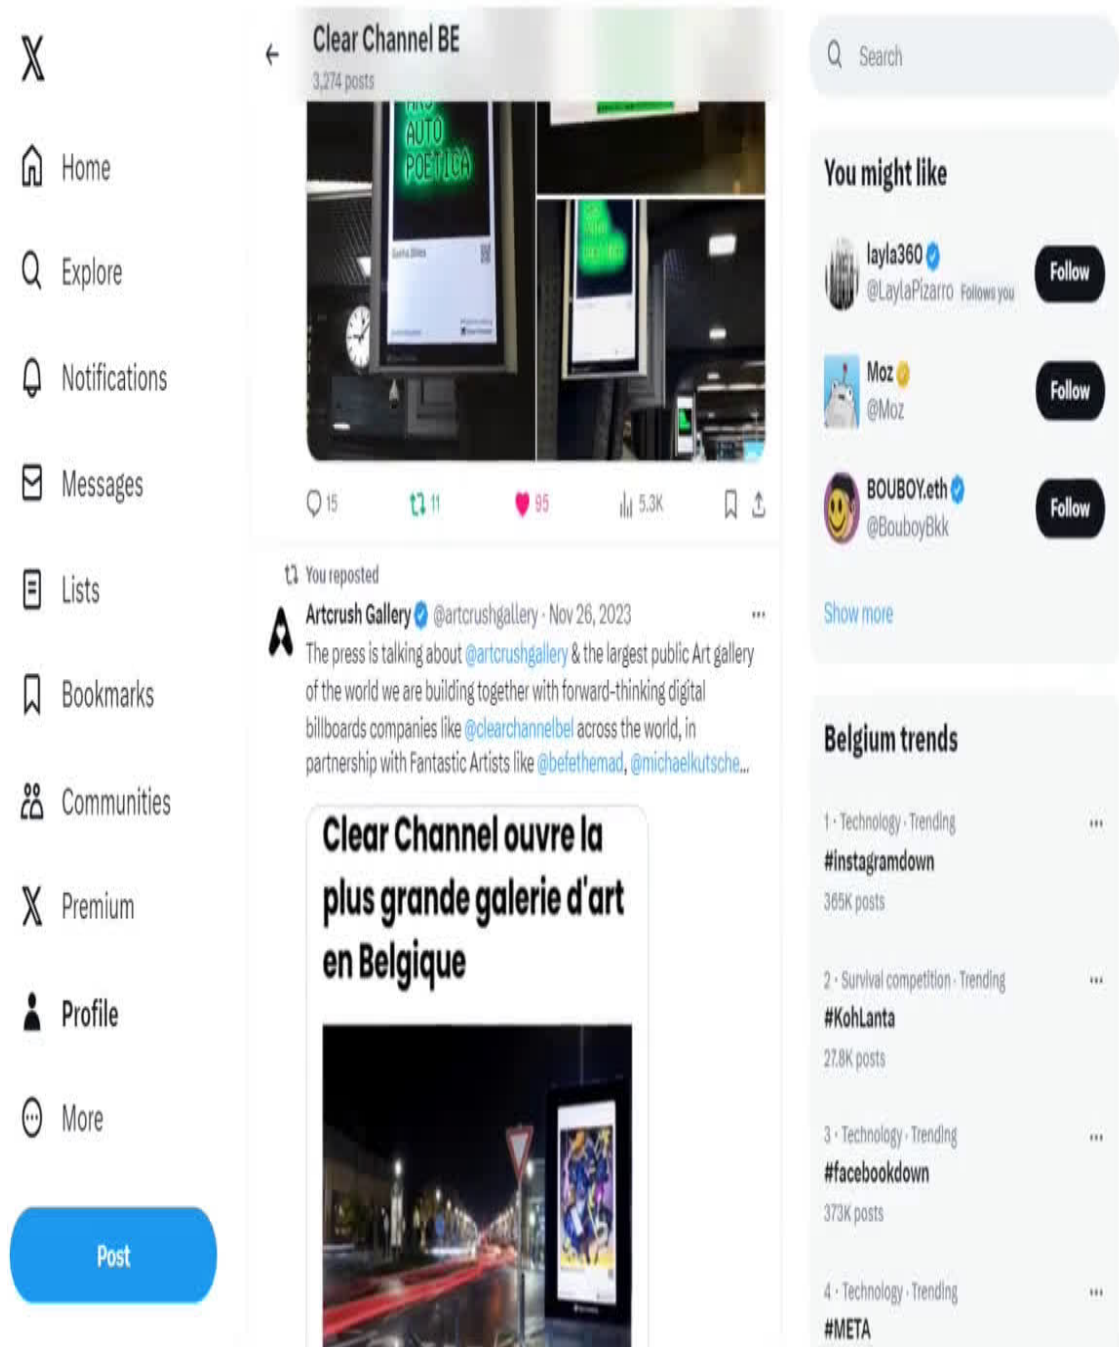 X
Home
Explore
Notifications
Messages
Lists
Bookmarks
Communities
Premium
Profile
More
Post
Clear Channel BE
3,274 posts
ARS
AUTO
POETICA
Sasha Stiles
15
11
95
5.3K
You reposted
Artcrush Gallery @artcrushgallery · Nov 26, 2023
The press is talking about @artcrushgallery & the largest public Art gallery
of the world we are building together with forward-thinking digital
billboards companies like @clearchannelbel across the world, in
partnership with Fantastic Artists like @befethemad, @michaelkutsche...
Clear Channel ouvre la
plus grande galerie d'art
en Belgique
Search
You might like
layla360
@LaylaPizarro Follows you
Follow
Moz
@Moz
Follow
BOUBOY.eth
@BouboyBkk
Follow
Show more
Belgium trends
1 · Technology · Trending
#instagramdown
365K posts
2 · Survival competition · Trending
#KohLanta
27.8K posts
3 · Technology · Trending
#facebookdown
373K posts
4 · Technology · Trending
#META